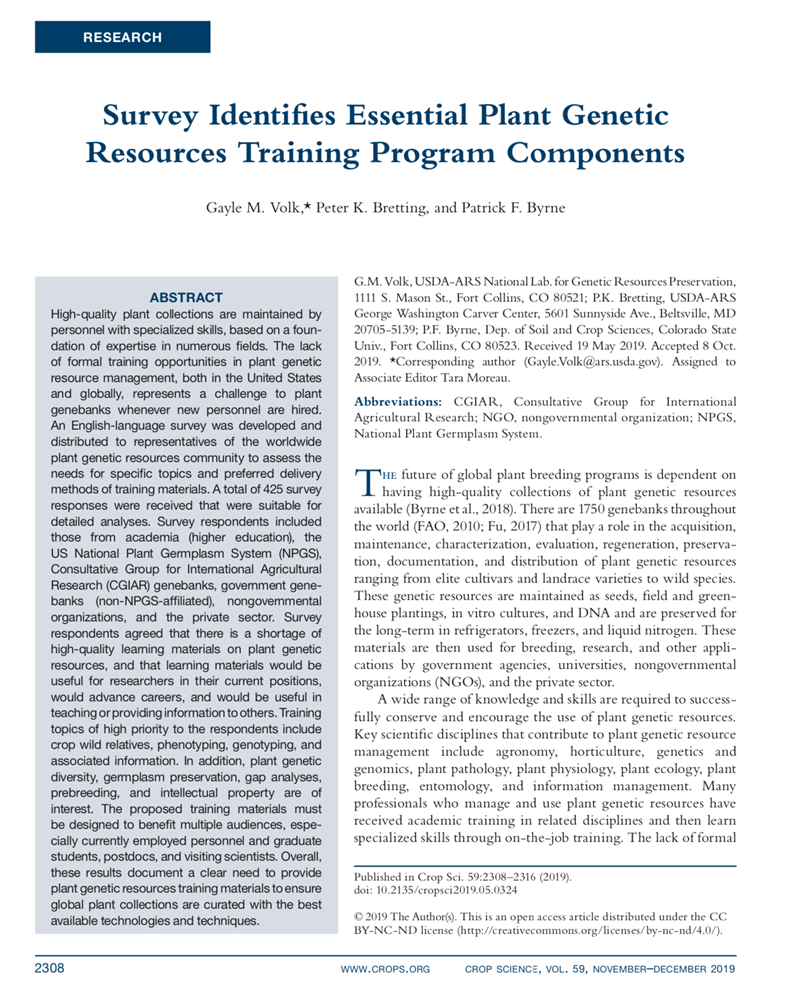 RESEARCH
Survey Identifies Essential Plant Genetic
Resources Training Program Components
Gayle M. Volk,* Peter K. Bretting, and Patrick F. Byrne
ABSTRACT
High-quality plant collections are maintained by
personnel with specialized skills, based on a foun-
dation of expertise in numerous fields. The lack
of formal training opportunities in plant genetic
resource management, both in the United States
and globally, represents a challenge to plant
genebanks whenever new personnel are hired.
An English-language survey was developed and
distributed to representatives of the worldwide
plant genetic resources community to assess the
needs for specific topics and preferred delivery
methods of training materials. A total of 425 survey
responses were received that were suitable for
detailed analyses. Survey respondents included
those from academia (higher education), the
US National Plant Germplasm System (NPGS),
Consultative Group for International Agricultural
Research (CGIAR) genebanks, government gene-
banks (non-NPGS-affiliated), nongovernmental
organizations, and the private sector. Survey
respondents agreed that there is a shortage of
high-quality learning materials on plant genetic
resources, and that learning materials would be
useful for researchers in their current positions,
would advance careers, and would be useful in
teaching or providing information to others. Training
topics of high priority to the respondents include
crop wild relatives, phenotyping, genotyping, and
associated information. In addition, plant genetic
diversity, germplasm preservation, gap analyses,
prebreeding, and intellectual property are of
interest. The proposed training materials must
be designed to benefit multiple audiences, espe-
cially currently employed personnel and graduate
students, postdocs, and visiting scientists. Overall,
these results document a clear need to provide
plant genetic resources training materials to ensure
global plant collections are curated with the best
available technologies and techniques.
G.M. Volk, USDA-ARS National Lab. for Genetic Resources Preservation,
1111 S. Mason St., Fort Collins, CO 80521; P.K. Bretting, USDA-ARS
George Washington Carver Center, 5601 Sunnyside Ave., Beltsville, MD
20705-5139; P.F. Byrne, Dep. of Soil and Crop Sciences, Colorado State
Univ., Fort Collins, CO 80523. Received 19 May 2019. Accepted 8 Oct.
2019. *Corresponding author (Gayle.Volk@ars.usda.gov). Assigned to
Associate Editor Tara Moreau.
Abbreviations: CGIAR, Consultative Group for International
Agricultural Research; NGO, nongovernmental organization; NPGS,
National Plant Germplasm System.
THE future of global plant breeding programs is dependent on
having high-quality collections of plant genetic resources
available (Byrne et al., 2018). There are 1750 genebanks throughout
the world (FAO, 2010; Fu, 2017) that play a role in the acquisition,
maintenance, characterization, evaluation, regeneration, preserva-
tion, documentation, and distribution of plant genetic resources
ranging from elite cultivars and landrace varieties to wild species.
These genetic resources are maintained as seeds, field and green-
house plantings, in vitro cultures, and DNA and are preserved for
the long-term in refrigerators, freezers, and liquid nitrogen. These
materials are then used for breeding, research, and other appli-
cations by government agencies, universities, nongovernmental
organizations (NGOs), and the private sector.
A wide range of knowledge and skills are required to success-
fully conserve and encourage the use of plant genetic resources.
Key scientific disciplines that contribute to plant genetic resource
management include agronomy, horticulture, genetics and
genomics, plant pathology, plant physiology, plant ecology, plant
breeding, entomology, and information management. Many
professionals who manage and use plant genetic resources have
received academic training in related disciplines and then learn
specialized skills through on-the-job training. The lack of formal
Published in Crop Sci. 59:2308–2316 (2019).
doi: 10.2135/cropsci2019.05.0324
© 2019 The Author(s). This is an open access article distributed under the CC
BY-NC-ND license (http://creativecommons.org/licenses/by-nc-nd/4.0/).
2308 WWW.CROPS.ORG CROP SCIENCE, VOL. 59, NOVEMBER–DECEMBER 2019